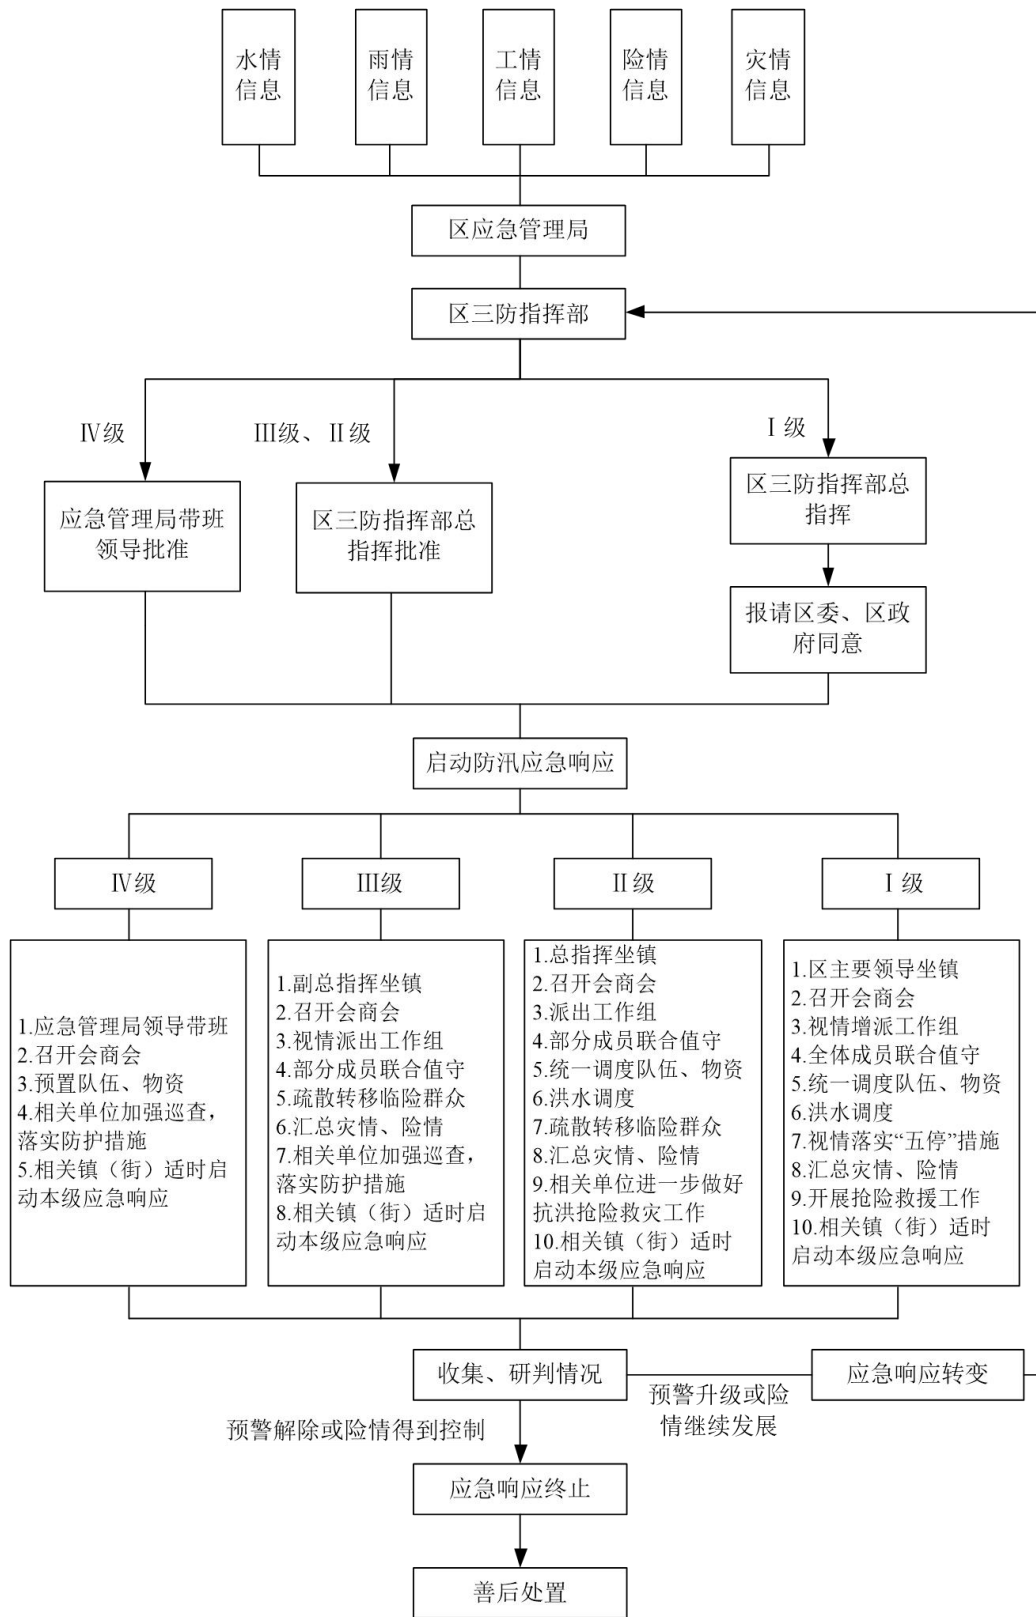 水情
信息
雨情
信息
工情
信息
险情
信息
灾情
信息
区应急管理局
区三防指挥部
Ⅳ级
Ⅲ级、Ⅱ级
Ⅰ级
应急管理局带班
领导批准
区三防指挥部总
指挥批准
区三防指挥部总
指挥
报请区委、区政
府同意
启动防汛应急响应
Ⅳ级
Ⅲ级
Ⅱ级
Ⅰ级
1.应急管理局领导带班
2.召开会商会
3.预置队伍、物资
4.相关单位加强巡查，
落实防护措施
5.相关镇（街）适时启
动本级应急响应
1.副总指挥坐镇
2.召开会商会
3.视情派出工作组
4.部分成员联合值守
5.疏散转移临险群众
6.汇总灾情、险情
7.相关单位加强巡查，
落实防护措施
8.相关镇（街）适时启
动本级应急响应
1.总指挥坐镇
2.召开会商会
3.派出工作组
4.部分成员联合值守
5.统一调度队伍、物资
6.洪水调度
7.疏散转移临险群众
8.汇总灾情、险情
9.相关单位进一步做好
抗洪抢险救灾工作
10.相关镇（街）适时
启动本级应急响应
1.区主要领导坐镇
2.召开会商会
3.视情增派工作组
4.全体成员联合值守
5.统一调度队伍、物资
6.洪水调度
7.视情落实“五停”措施
8.汇总灾情、险情
9.开展抢险救援工作
10.相关镇（街）适时
启动本级应急响应
收集、研判情况
预警升级或险
情继续发展
应急响应转变
预警解除或险情得到控制
应急响应终止
善后处置